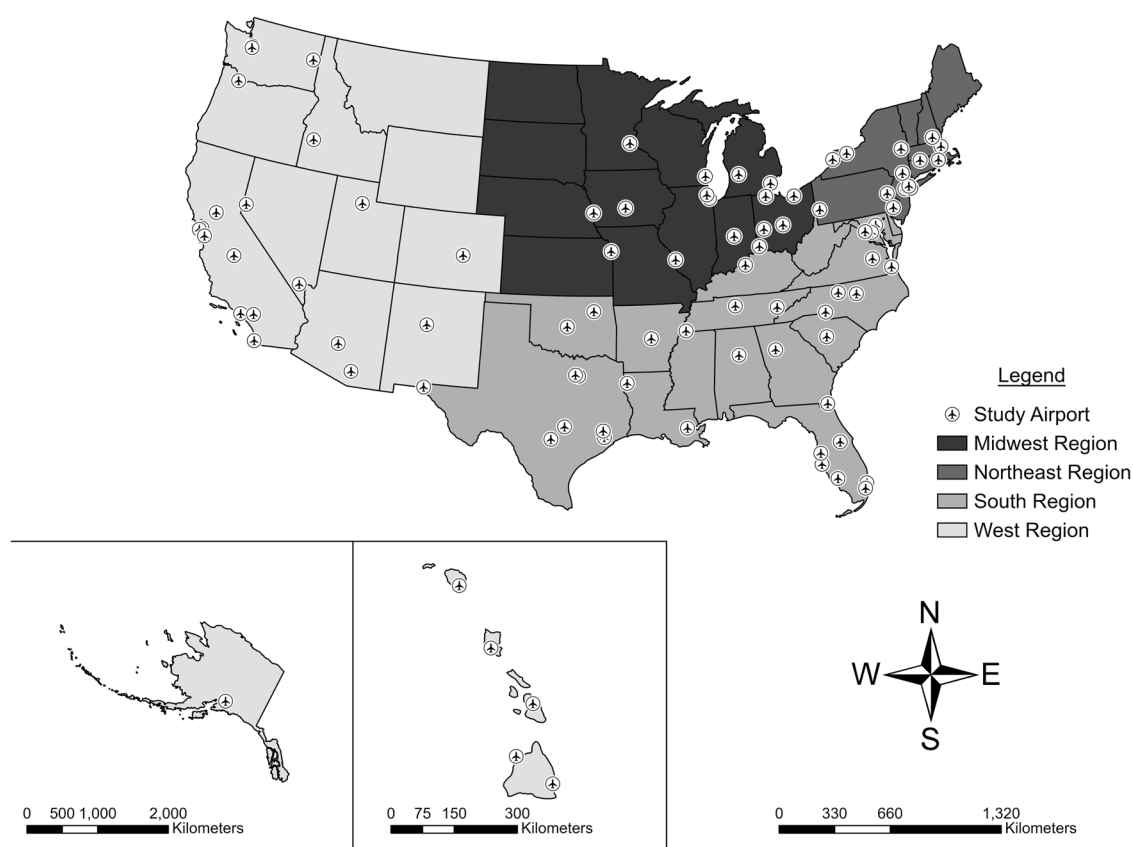 Legend
Study Airport
Midwest Region
Northeast Region
South Region
West Region
N
W E
S
0 500 1,000 2,000
Kilometers
0 75 150 300
Kilometers
0 330 660 1,320
Kilometers